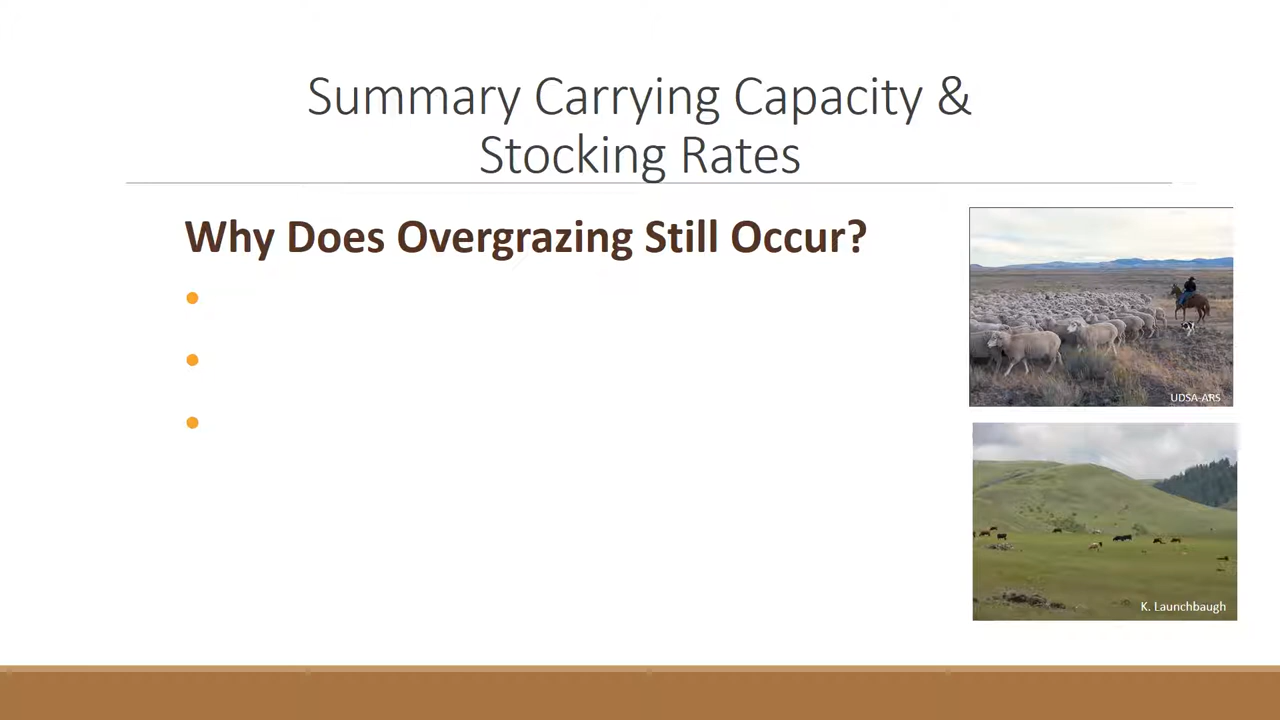 Summary Carrying Capacity &
Stocking Rates
Why Does Overgrazing Still Occur?
UDSA-ARS
K. Launchbaugh